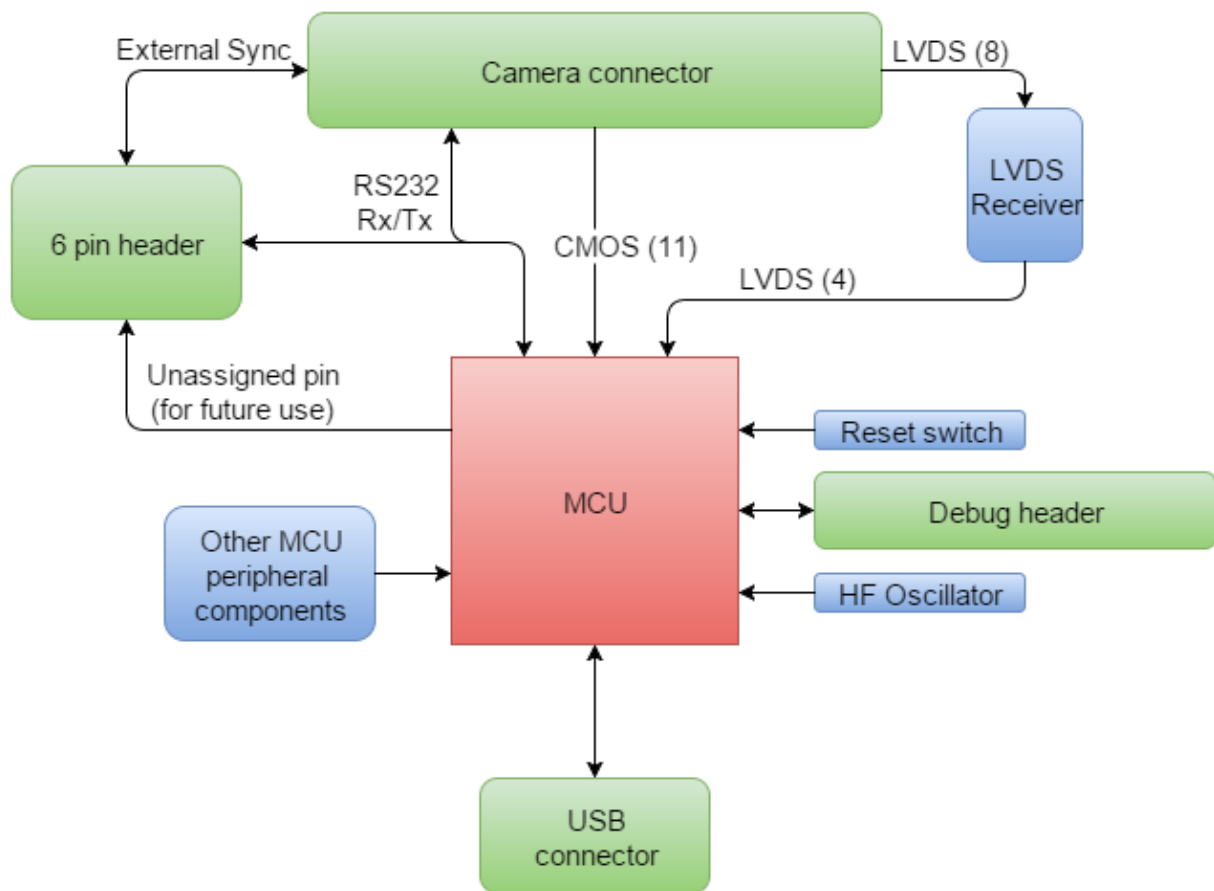 External Sync
Camera connector
LVDS (8)
LVDS
Receiver
RS232
Rx/Tx
6 pin header
CMOS (11)
LVDS (4)
Unassigned pin
(for future use)
Reset switch
MCU
Debug header
Other MCU
peripheral
components
HF Oscillator
USB
connector